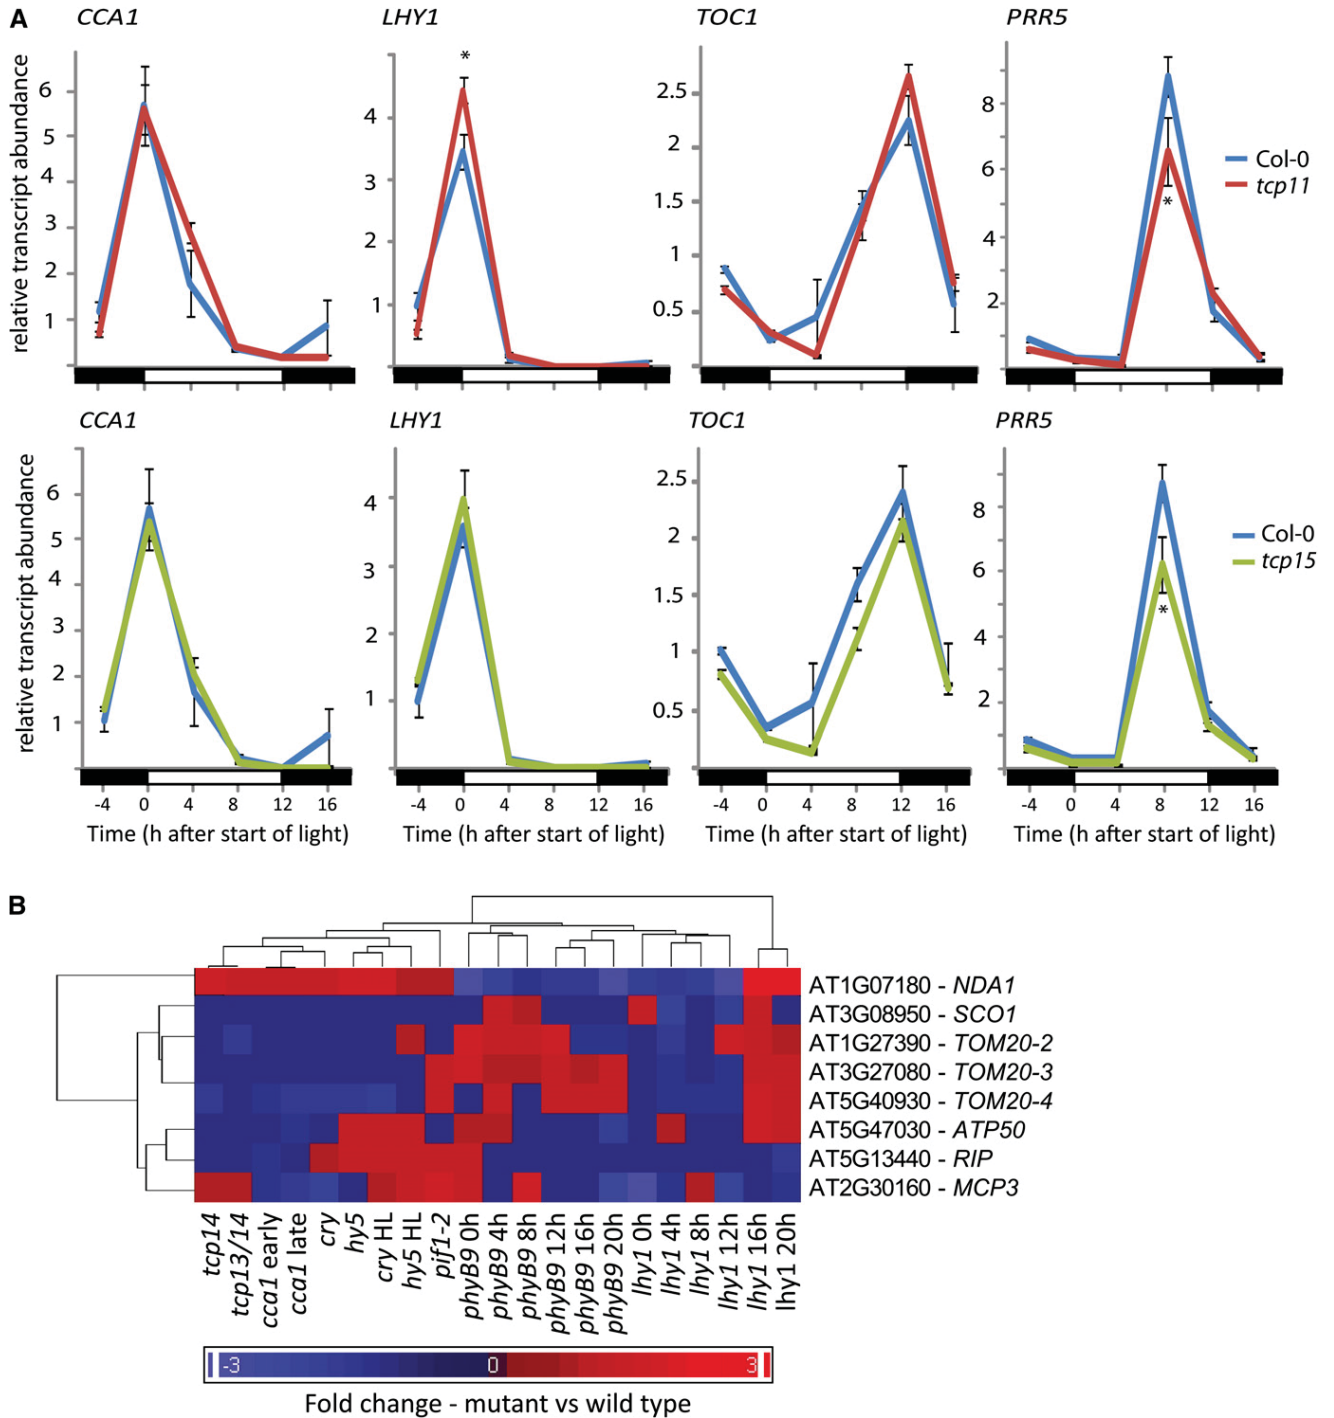 A
CCA1 LHY1 TOC1 PRR5
relative transcript abundance
6
5
4
3
2
1
4
3
2
1
2.5
2
1.5
1
0.5
8
6
4
2
* *
Col-0
tcp11
CCA1 LHY1 TOC1 PRR5
relative transcript abundance
6
5
4
3
2
1
4
3
2
1
2.5
2
1.5
1
0.5
8
6
4
2
*
Col-0
tcp15
-4 0 4 8 12 16 -4 0 4 8 12 16 -4 0 4 8 12 16 -4 0 4 8 12 16
Time (h after start of light) Time (h after start of light) Time (h after start of light) Time (h after start of light)
B
AT1G07180 - NDA1
AT3G08950 - SCO1
AT1G27390 - TOM20-2
AT3G27080 - TOM20-3
AT5G40930 - TOM20-4
AT5G47030 - ATP50
AT5G13440 - RIP
AT2G30160 - MCP3
tcp14
tcp13/14
cca1 early
cca1 late
cry
hy5
cry HL
hy5 HL
pif1-2
phyB9 0h
phyB9 4h
phyB9 8h
phyB9 12h
phyB9 16h
phyB9 20h
lhy1 0h
lhy1 4h
lhy1 8h
lhy1 12h
lhy1 16h
lhy1 20h
-3 0 3
Fold change - mutant vs wild type